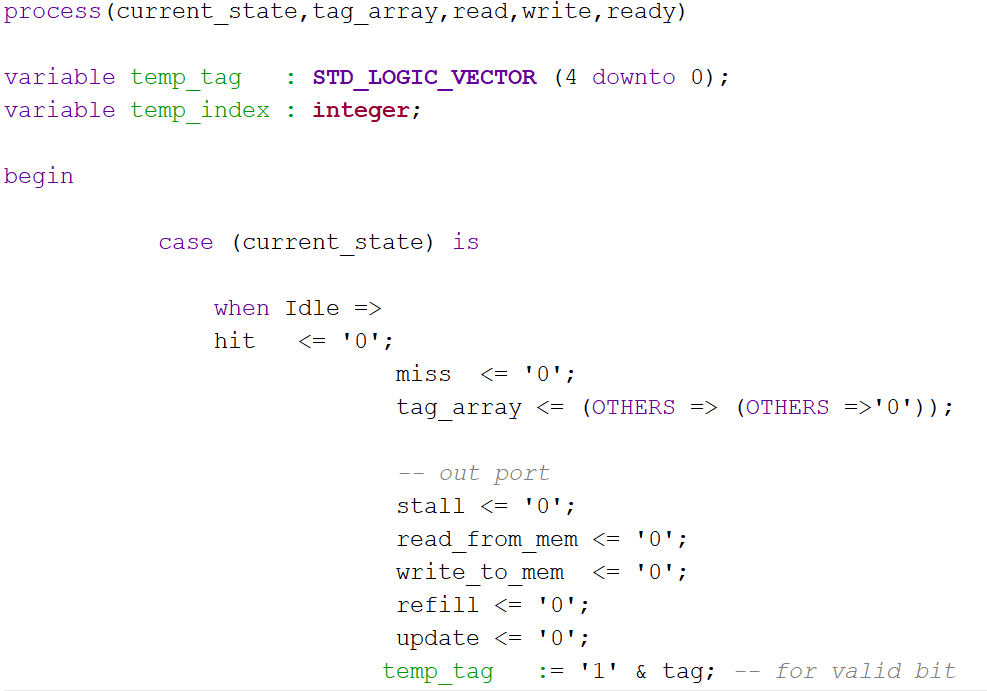 process(current_state,tag_array,read,write,ready)
variable temp_tag : STD_LOGIC_VECTOR (4 downto 0);
variable temp_index : integer;
begin
case (current_state) is
when Idle =>
hit <= '0';
miss <= '0';
tag_array <= (OTHERS => (OTHERS =>'0'));
-- out port
stall <= '0';
read_from_mem <= '0';
write_to_mem <= '0';
refill <= '0';
update <= '0';
temp_tag := '1' & tag; -- for valid bit